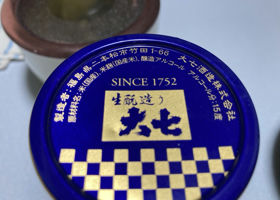 製造者:福島県二本松市竹田1-66 大七酒造株式会社
原材料名:米(国産)、米麹(国産米)、醸造アルコール アルコール分:15度
SINCE 1752
生酛造り
大七